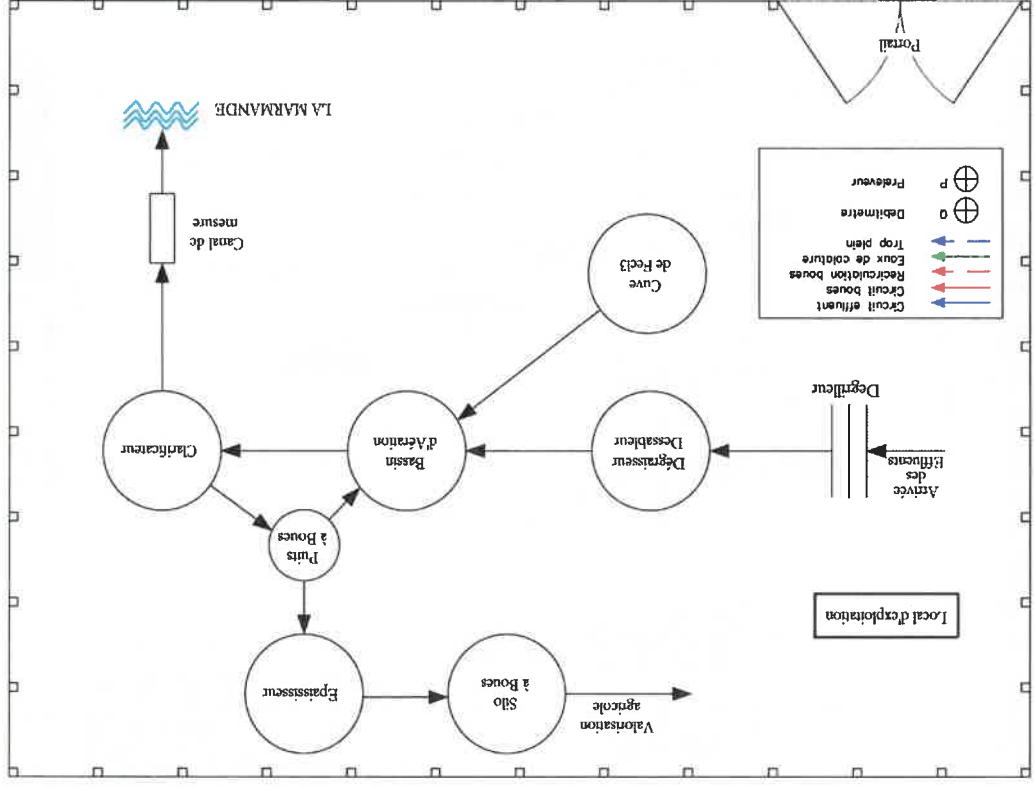 Valorisation
agricole
Silo
à Boues
Epaississeur
Local d'exploitation
Puits
à Boues
Arrivée
des
Effluents
Dégraisseur
Dessableur
Bassin
d'Aération
Clarificateur
Degrilleur
Circuit effluent
Circuit boues
Recirculation boues
Eaux de colature
Trop plein
Q Debitmetre
P Preleveur
Cuve
de Fecl3
Canal de
mesure
LA MARMANDE
Portail